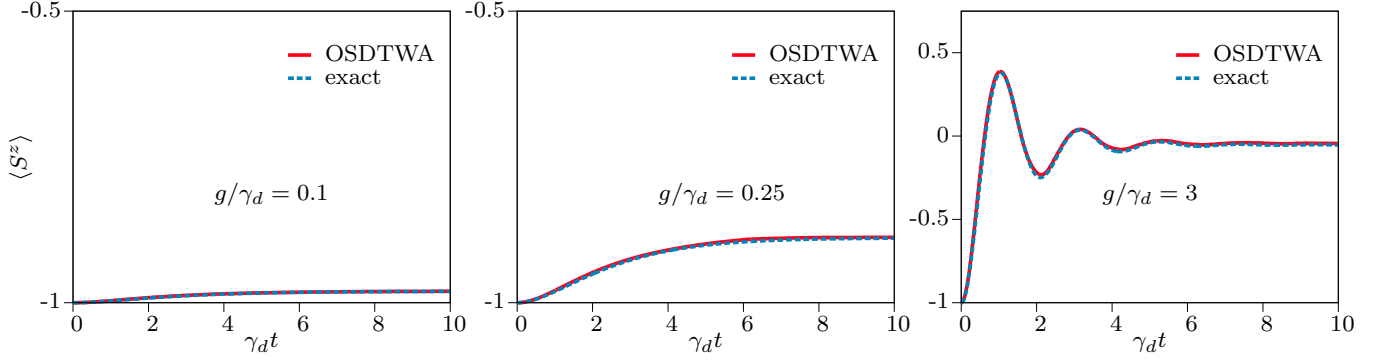 -0.5
OSDTWA
exact
⟨S^z⟩
g/γ_d = 0.1
-1
0 2 4 6 8 10
γ_d t
-0.5
OSDTWA
exact
g/γ_d = 0.25
-1
0 2 4 6 8 10
γ_d t
0.5
OSDTWA
exact
0
g/γ_d = 3
-0.5
-1
0 2 4 6 8 10
γ_d t